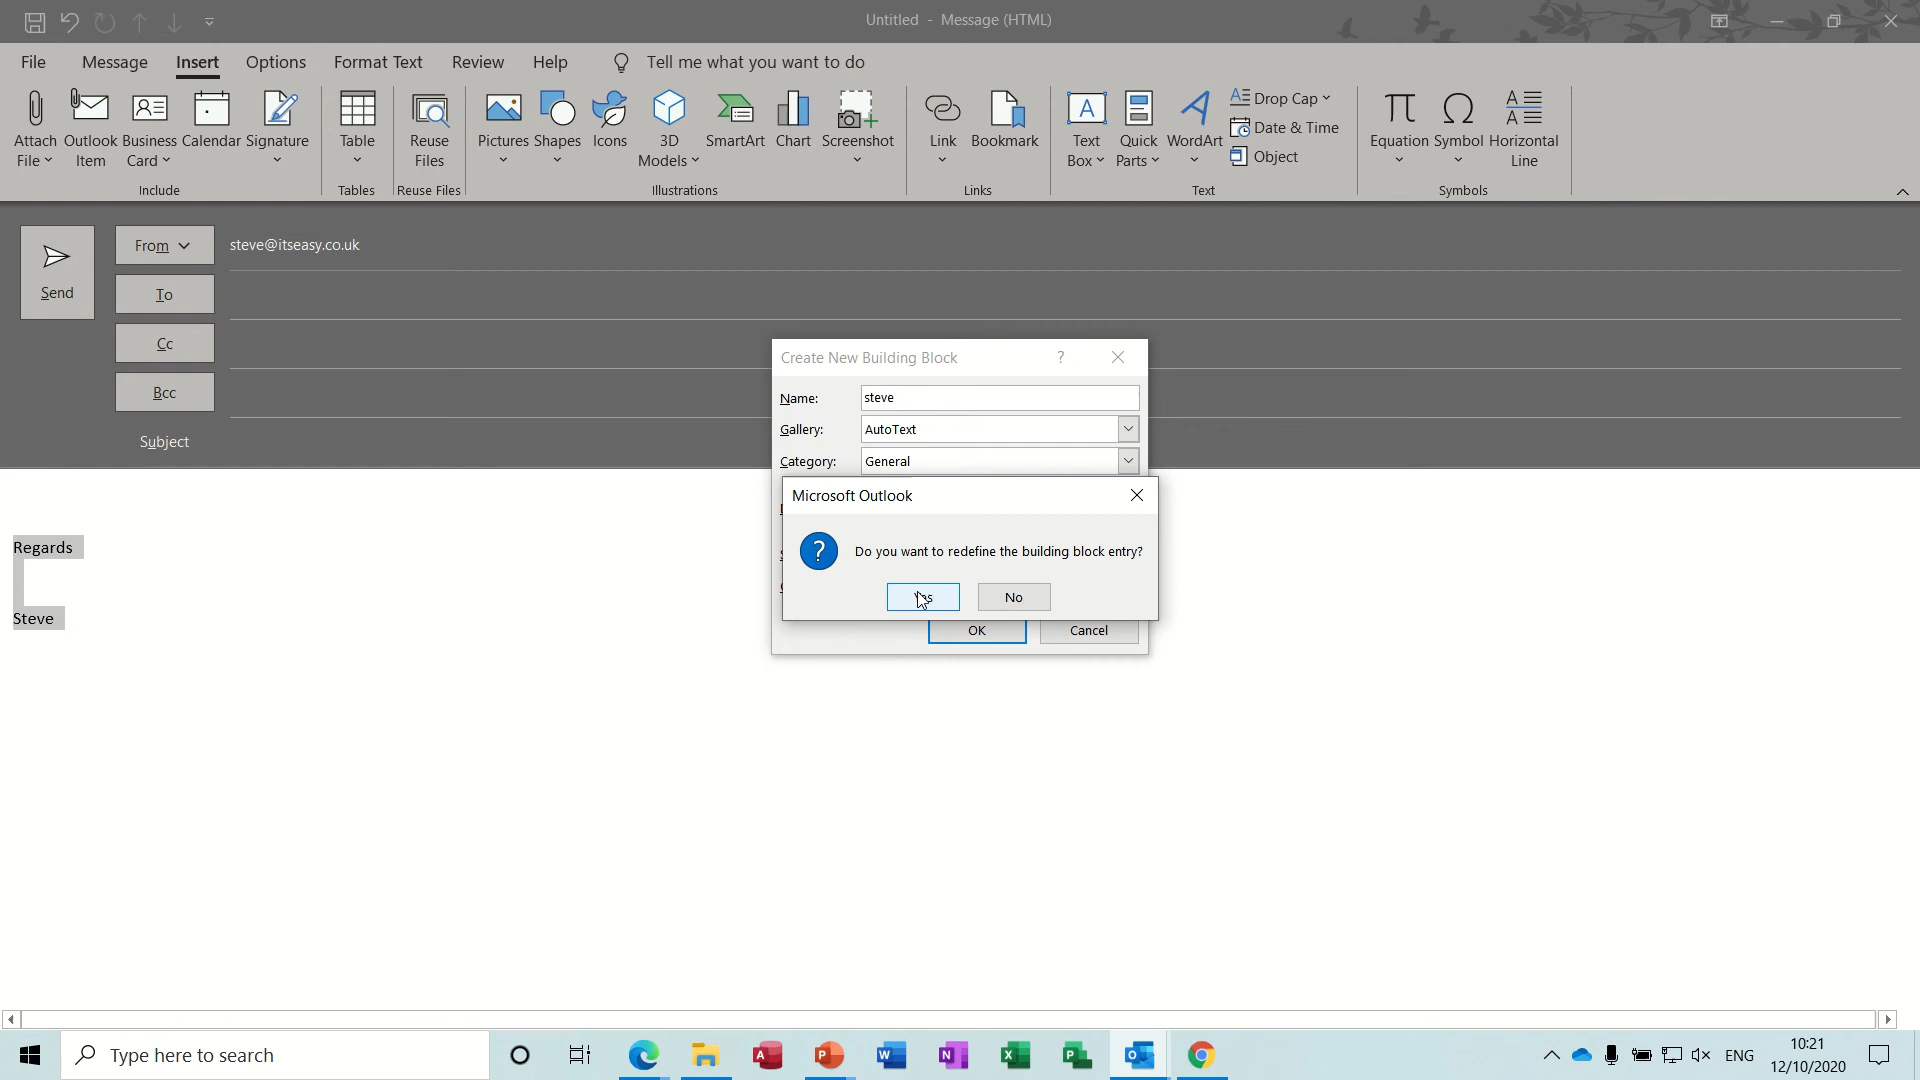 Untitled - Message (HTML)
File Message Insert Options Format Text Review Help Tell me what you want to do
Attach File
Outlook Item
Business Card
Calendar
Signature
Table
Reuse Files
Pictures
Shapes
Icons
3D Models
SmartArt
Chart
Screenshot
Link
Bookmark
Text Box
Quick Parts
WordArt
Drop Cap
Date & Time
Object
Equation
Symbol
Horizontal Line
Include
Tables
Reuse Files
Illustrations
Links
Text
Symbols
Send
From
steve@itseasy.co.uk
To
Cc
Bcc
Subject
Create New Building Block ?
Name: steve
Gallery: AutoText
Category: General
Microsoft Outlook
? Do you want to redefine the building block entry?
Yes No
OK Cancel
Regards
Steve
Type here to search
ENG
10:21
12/10/2020